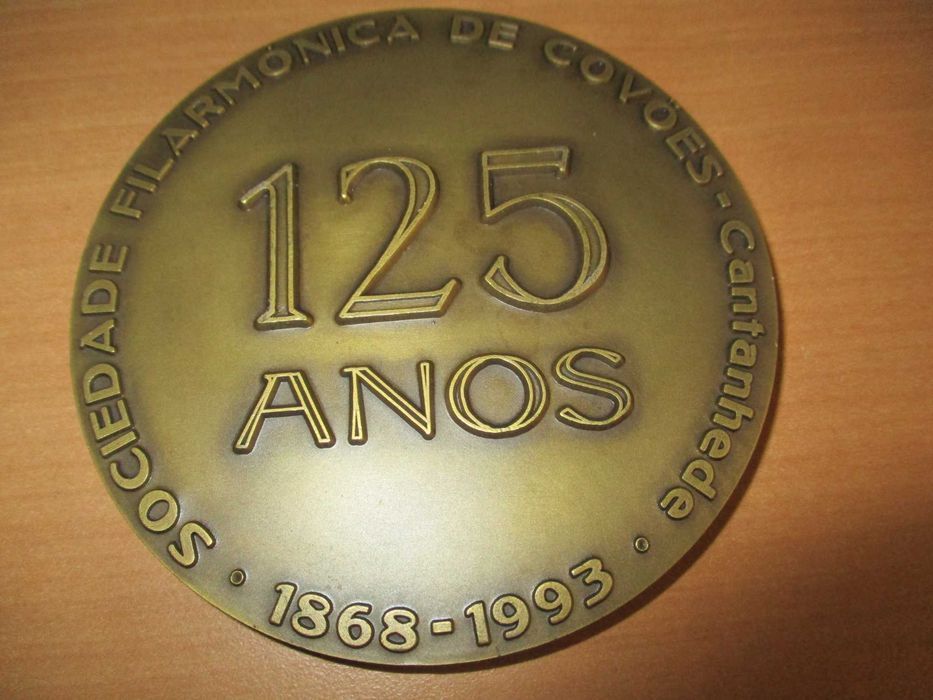 SOCIEDADE FILARMÓNICA DE COVÕES - Cantanhede
125
ANOS
· 1868-1993 ·